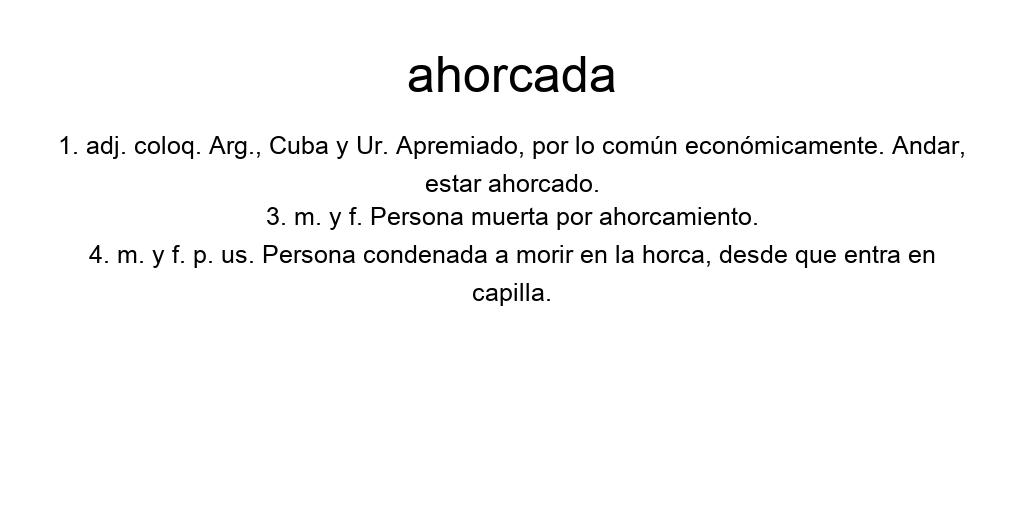 ahorcada
1. adj. coloq. Arg., Cuba y Ur. Apremiado, por lo común económicamente. Andar,
estar ahorcado.
3. m. y f. Persona muerta por ahorcamiento.
4. m. y f. p. us. Persona condenada a morir en la horca, desde que entra en
capilla.